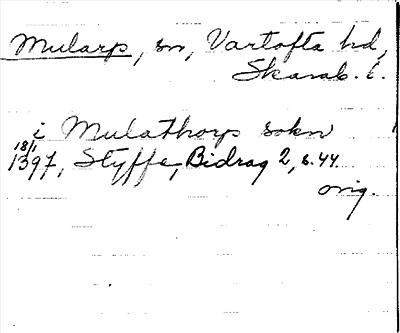 Mularp, sn, Vartofta hd,
Skarab. l.
i Mulathorp sokn
18/1
1397, Styffe, Bidrag 2, s. 44.
orig.